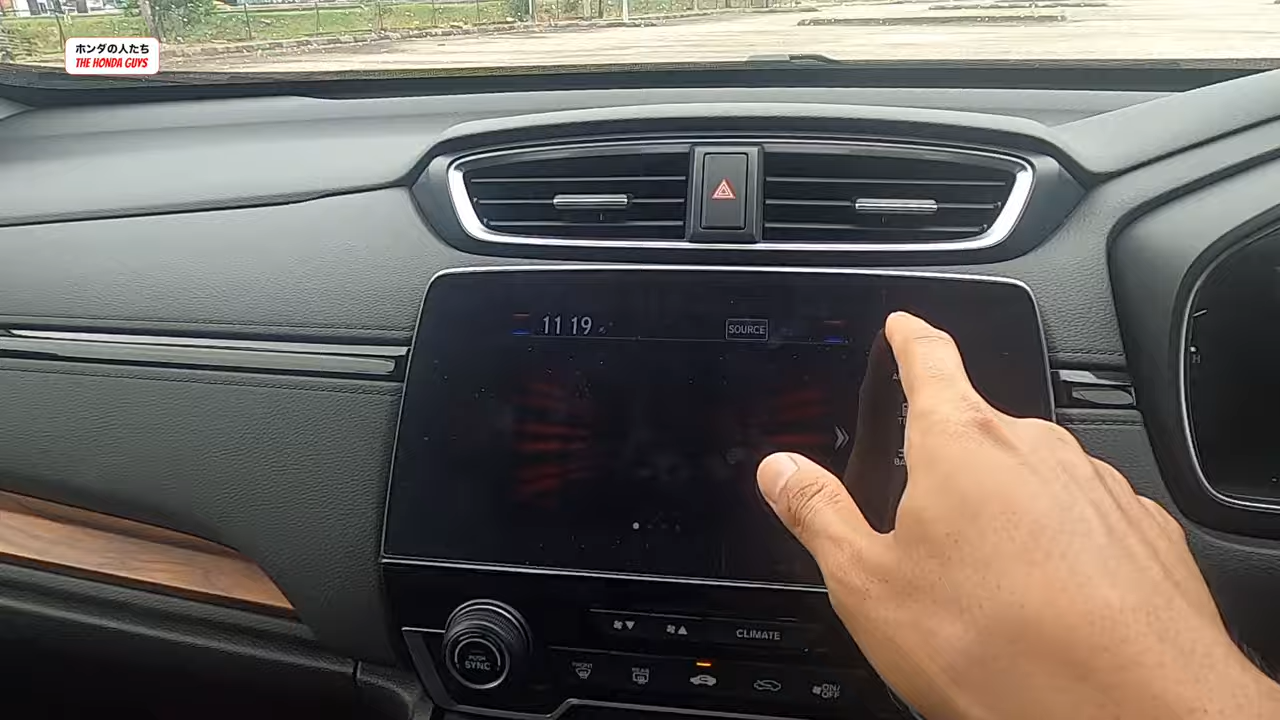 ホンダの人たち
THE HONDA GUYS
11 19
SOURCE
CLIMATE
PUSH
SYNC
FRONT
REAR
ON/
OFF
H